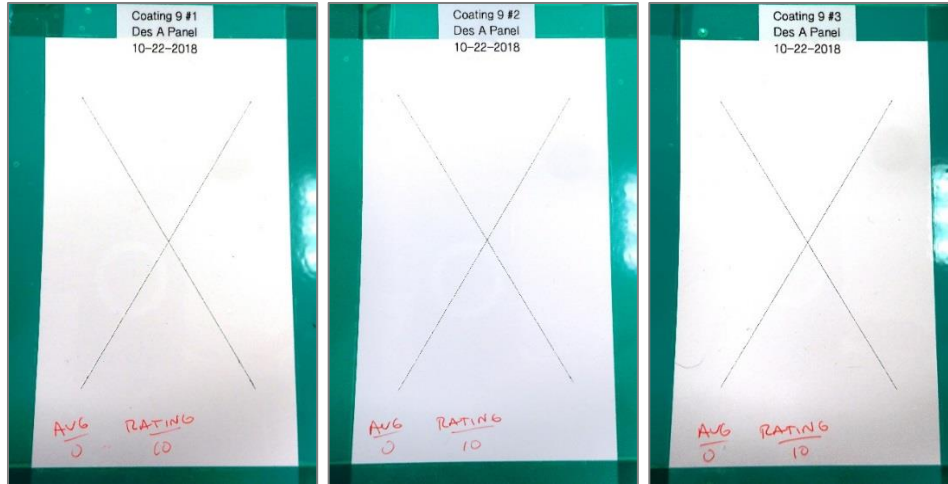 Coating 9 #1
Des A Panel
10-22-2018
AVG RATING
0 10
Coating 9 #2
Des A Panel
10-22-2018
AVG RATING
0 10
Coating 9 #3
Des A Panel
10-22-2018
AVG RATING
0 10